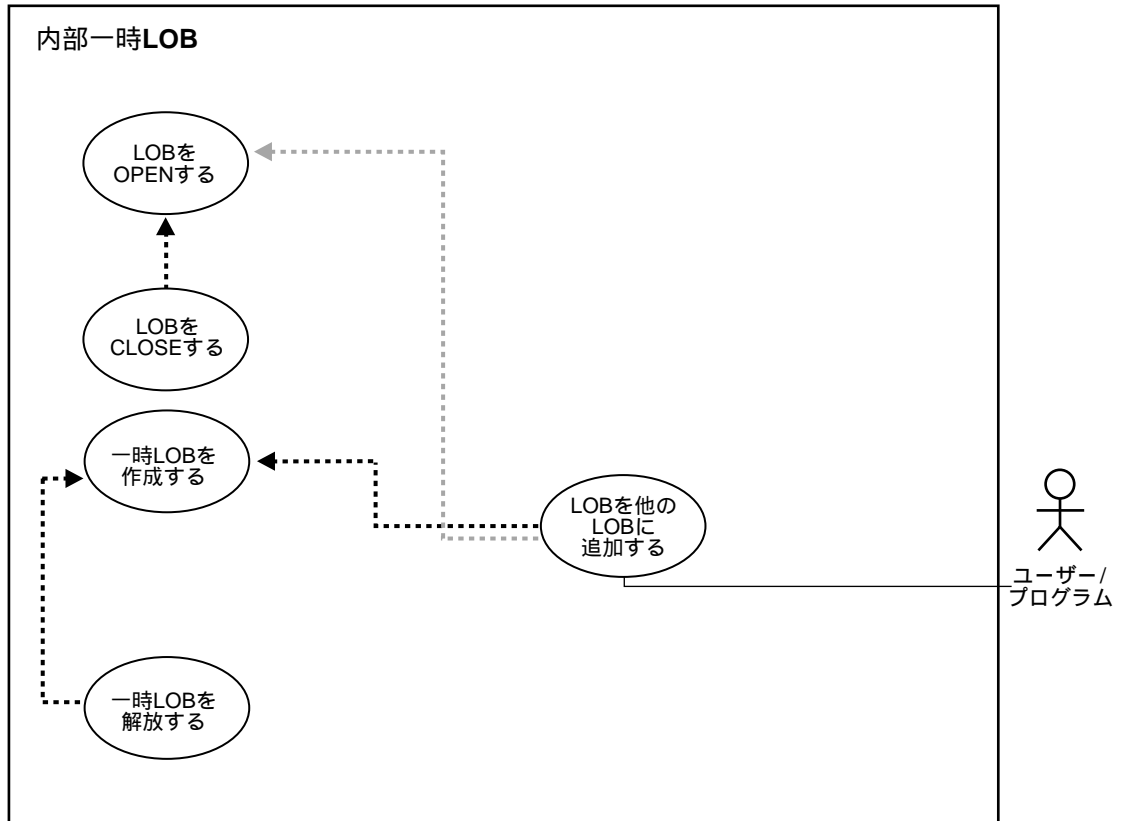 内部一時LOB
LOBを
OPENする
LOBを
CLOSEする
一時LOBを
作成する
LOBを他の
LOBに
追加する
ユーザー/
プログラム
一時LOBを
解放する